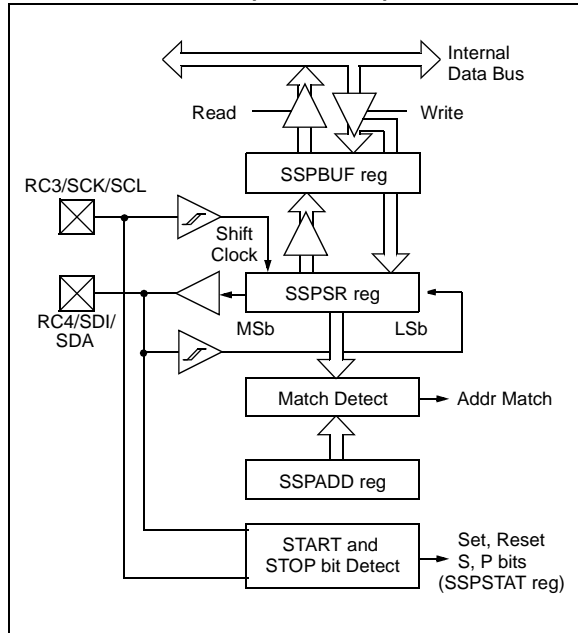 Internal
Data Bus
Read
Write
SSPBUF reg
RC3/SCK/SCL
Shift
Clock
SSPSR reg
RC4/SDI/
SDA
MSb
LSb
Match Detect
Addr Match
SSPADD reg
START and
STOP bit Detect
Set, Reset
S, P bits
(SSPSTAT reg)